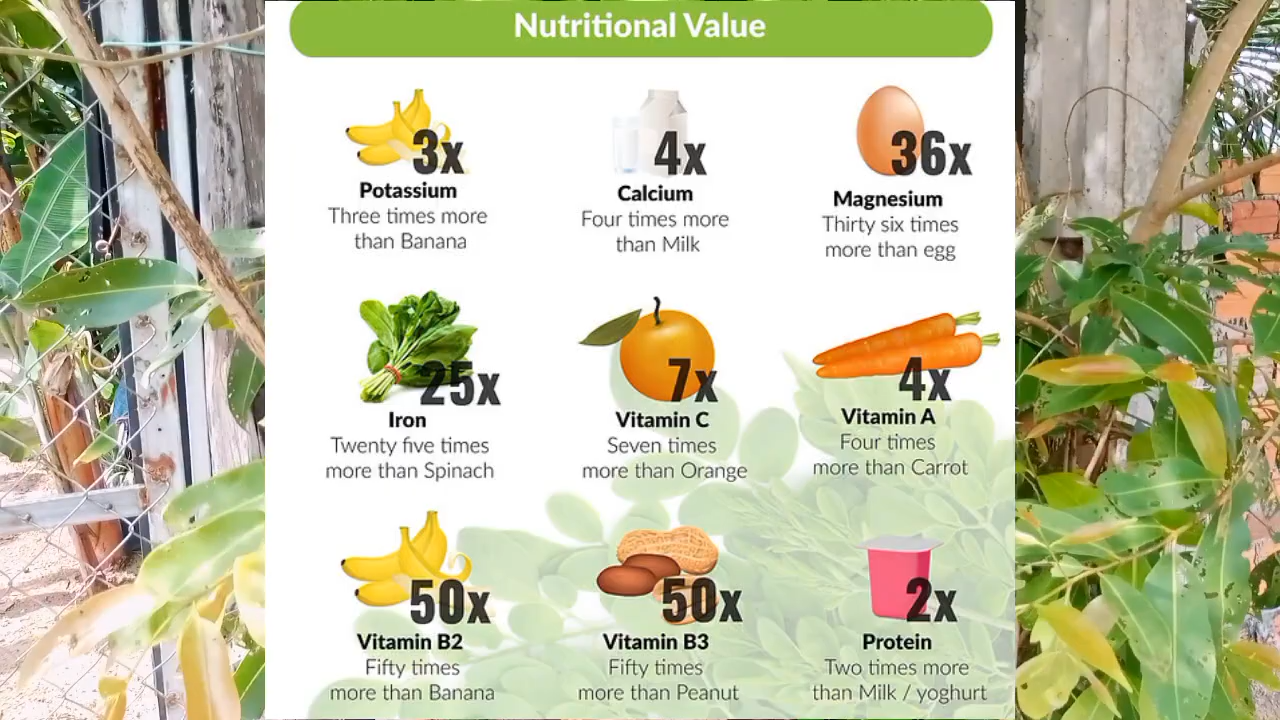 Nutritional Value
3x
Potassium
Three times more
than Banana
4x
Calcium
Four times more
than Milk
36x
Magnesium
Thirty six times
more than egg
25x
Iron
Twenty five times
more than Spinach
7x
Vitamin C
Seven times
more than Orange
4x
Vitamin A
Four times
more than Carrot
50x
Vitamin B2
Fifty times
more than Banana
50x
Vitamin B3
Fifty times
more than Peanut
2x
Protein
Two times more
than Milk / yoghurt